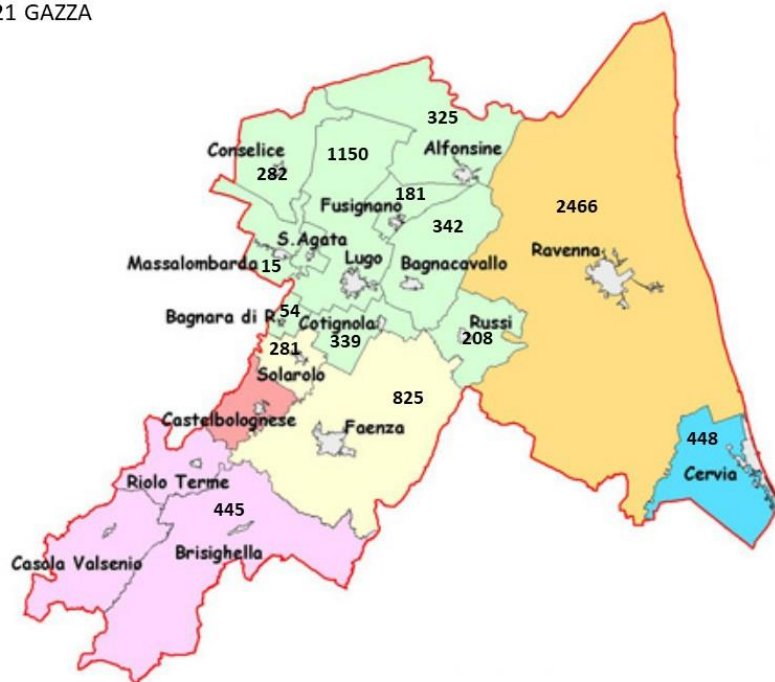 21 GAZZA
325
Conselice
282
1150
Alfonsine
181
Fusignano
342
2466
S.Agata
Ravenna
Massalombarda 15
Lugo
Bagnacavallo
Bagnara di R.
54
Cotignola
339
Russi
208
281
Solarolo
825
Castelbolognese
Faenza
448
Cervia
Riolo Terme
445
Casola Valsenio
Brisighella